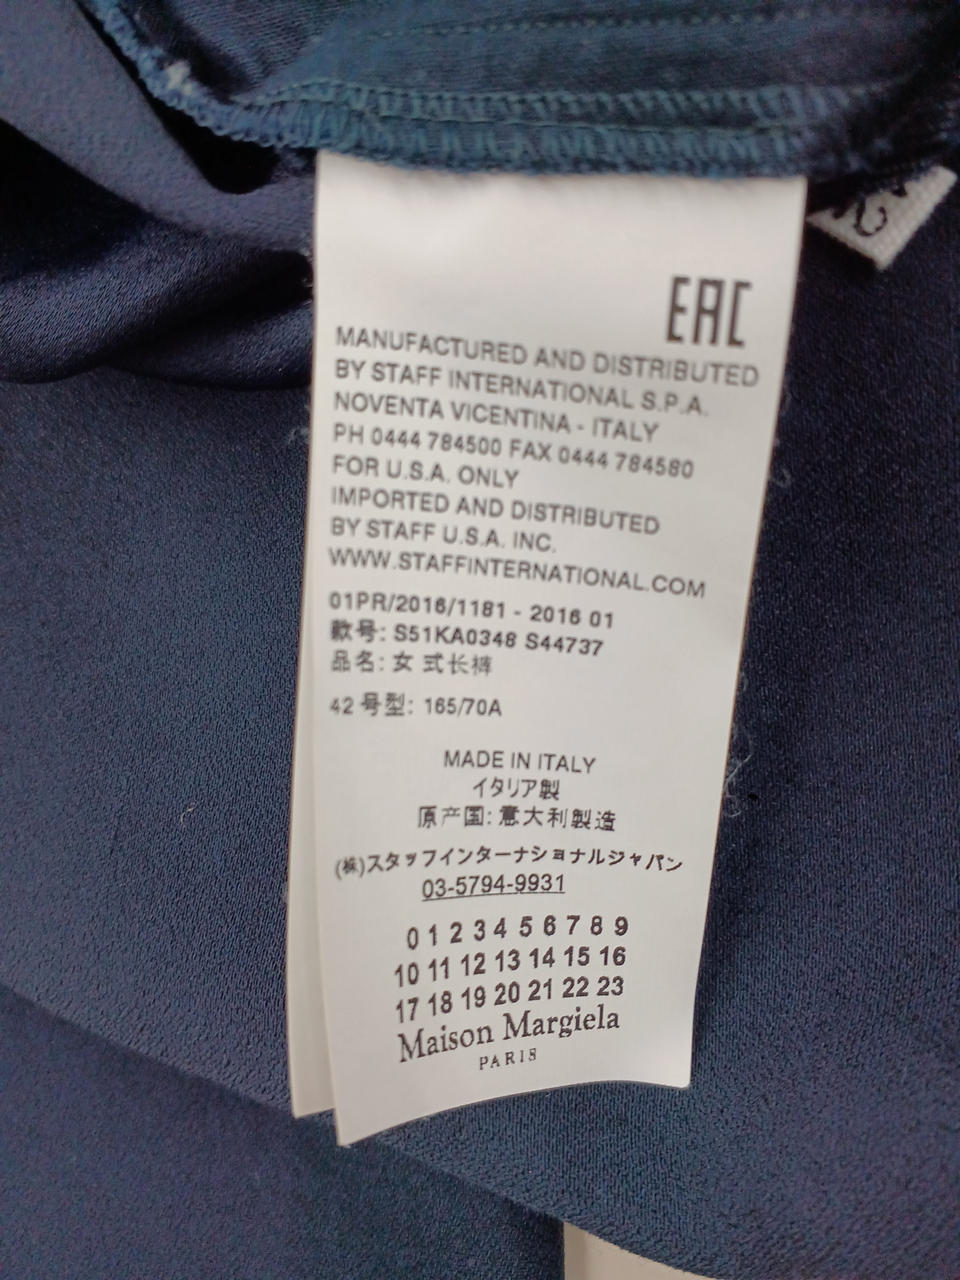 EAC
MANUFACTURED AND DISTRIBUTED
BY STAFF INTERNATIONAL S.P.A.
NOVENTA VICENTINA - ITALY
PH 0444 784500 FAX 0444 784580
FOR U.S.A. ONLY
IMPORTED AND DISTRIBUTED
BY STAFF U.S.A. INC.
WWW.STAFFINTERNATIONAL.COM
01PR/2016/1181 - 2016 01
款号: S51KA0348 S44737
品名: 女 式长裤
42 号型: 165/70A
MADE IN ITALY
イタリア製
原产国: 意大利製造
(株)スタッフインターナショナルジャパン
03-5794-9931
0 1 2 3 4 5 6 7 8 9
10 11 12 13 14 15 16
17 18 19 20 21 22 23
Maison Margiela
PARIS